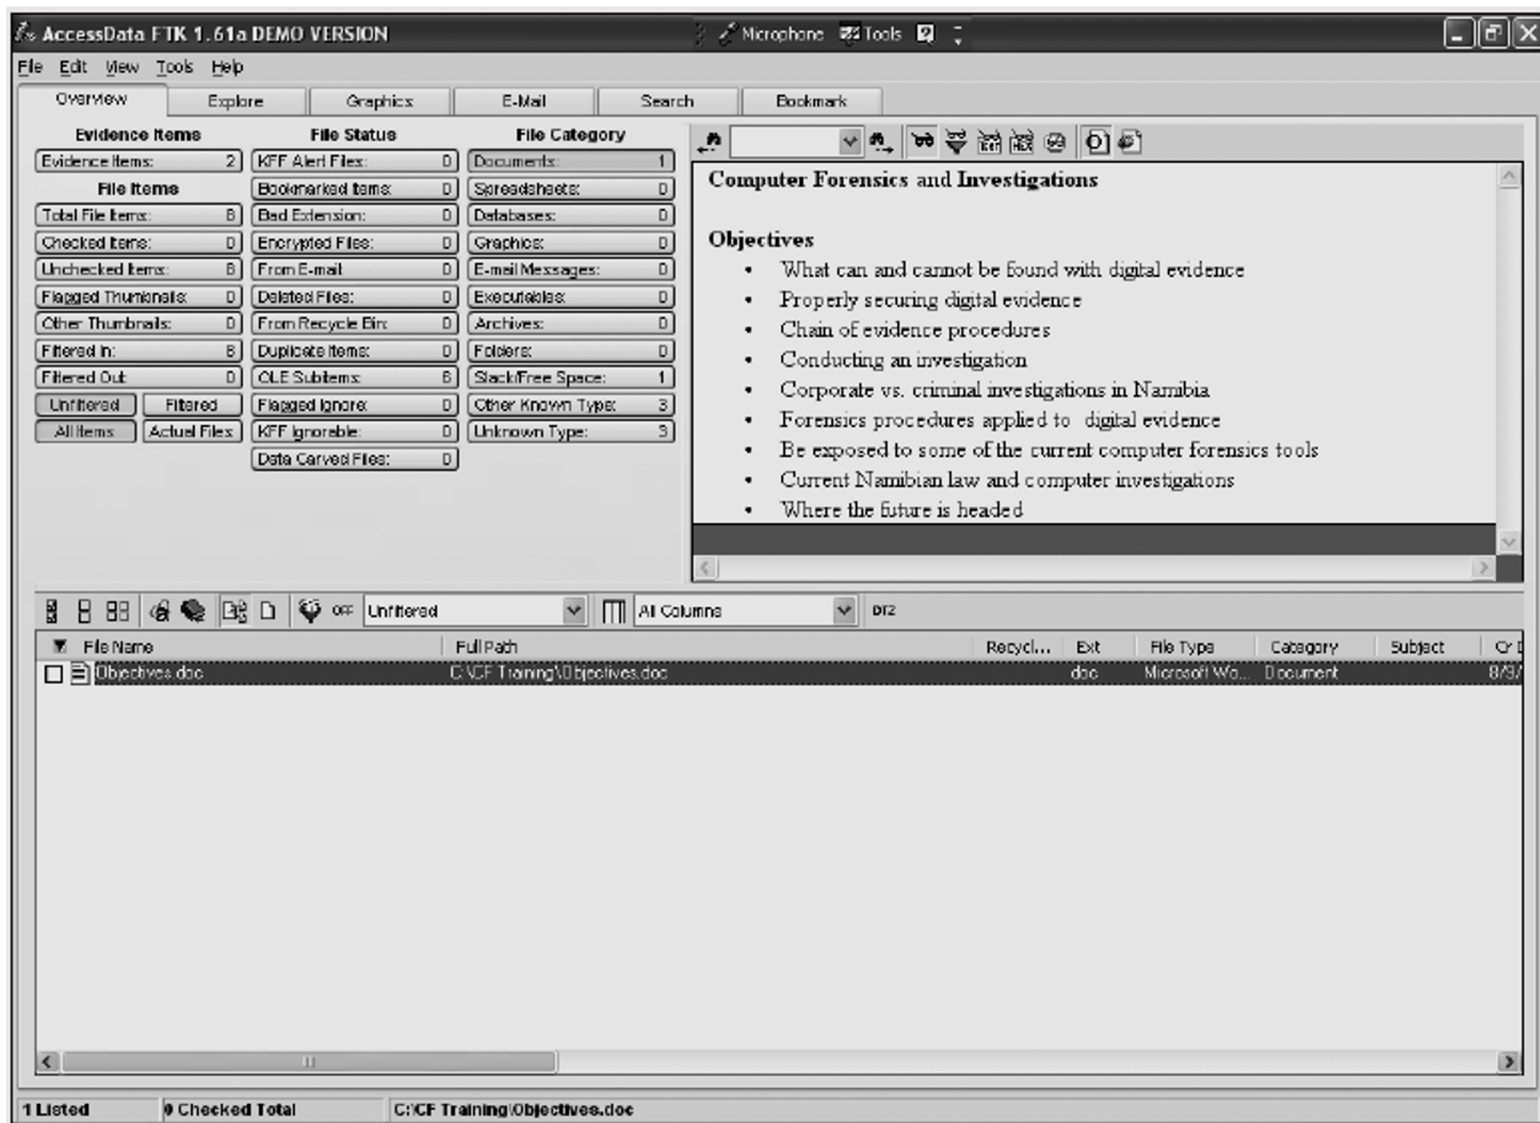 AccessData FTK 1.61a DEMO VERSION
Microphone Tools
File Edit View Tools Help
Overview Explore Graphics E-Mail Search Bookmark
Evidence Items
Evidence Items: 2
File Items
Total File Items: 8
Checked Items: 0
Unchecked Items: 8
Flagged Thumbnails: 0
Other Thumbnails: 0
Filtered In: 8
Filtered Out: 0
Unfiltered Filtered
All Items Actual Files
File Status
KFF Alert Files: 0
Bookmarked Items: 0
Bad Extension: 0
Encrypted Files: 0
From E-mail: 0
Deleted Files: 0
From Recycle Bin: 0
Duplicate Items: 0
OLE Subitems: 6
Flagged Ignore: 0
KFF Ignorable: 0
Data Carved Files: 0
File Category
Documents: 1
Spreadsheets: 0
Databases: 0
Graphics: 0
E-mail Messages: 0
Executables: 0
Archives: 0
Folders: 0
Slack/Free Space: 1
Other Known Type: 3
Unknown Type: 3
Computer Forensics and Investigations
Objectives
• What can and cannot be found with digital evidence
• Properly securing digital evidence
• Chain of evidence procedures
• Conducting an investigation
• Corporate vs. criminal investigations in Namibia
• Forensics procedures applied to digital evidence
• Be exposed to some of the current computer forensics tools
• Current Namibian law and computer investigations
• Where the future is headed
OFF Unfiltered All Columns DTZ
File Name Full Path Recycl... Ext File Type Category Subject Cr D
Objectives.doc C:\CF Training\Objectives.doc doc Microsoft Wo... Document 8/9/
1 Listed 0 Checked Total C:\CF Training\Objectives.doc